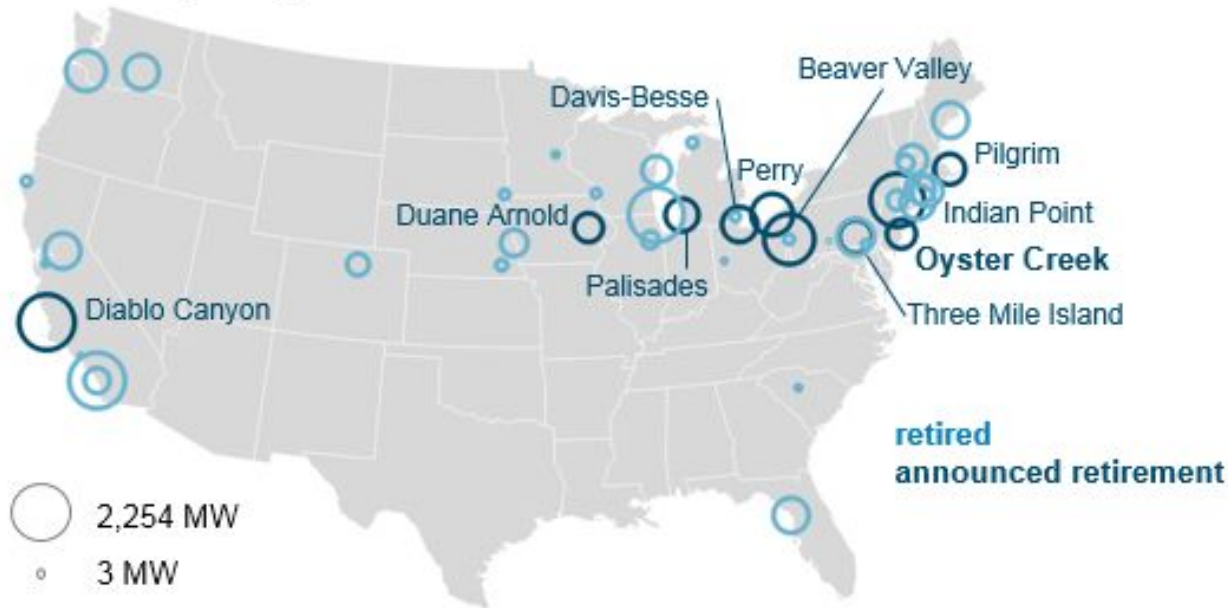 Beaver Valley
Davis-Besse
Perry
Pilgrim
Duane Arnold
Indian Point
Oyster Creek
Palisades
Diablo Canyon
Three Mile Island
retired
announced retirement
2,254 MW
3 MW